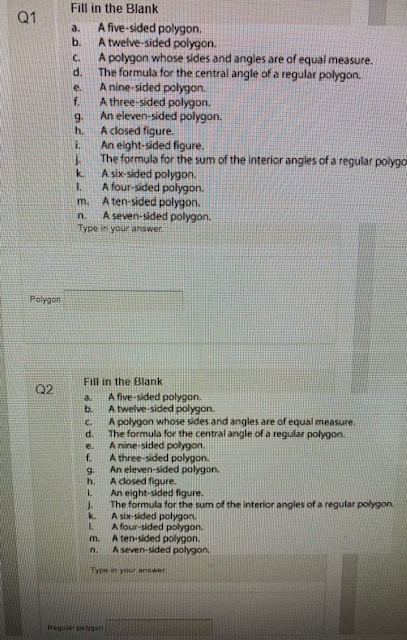 Q1
Fill in the Blank
a. A five-sided polygon.
b. A twelve-sided polygon.
c. A polygon whose sides and angles are of equal measure.
d. The formula for the central angle of a regular polygon.
e. A nine-sided polygon.
f. A three-sided polygon.
g. An eleven-sided polygon.
h. A closed figure.
i. An eight-sided figure.
j. The formula for the sum of the interior angles of a regular polygo
k. A six-sided polygon.
l. A four-sided polygon.
m. A ten-sided polygon.
n. A seven-sided polygon.
Type in your answer.
Polygon
Q2
Fill in the Blank
a. A five-sided polygon.
b. A twelve-sided polygon.
c. A polygon whose sides and angles are of equal measure.
d. The formula for the central angle of a regular polygon.
e. A nine-sided polygon.
f. A three-sided polygon.
g. An eleven-sided polygon.
h. A closed figure.
i. An eight-sided figure.
j. The formula for the sum of the interior angles of a regular polygon.
k. A six-sided polygon.
l. A four-sided polygon.
m. A ten-sided polygon.
n. A seven-sided polygon.
Type in your answer.
Regular polygon